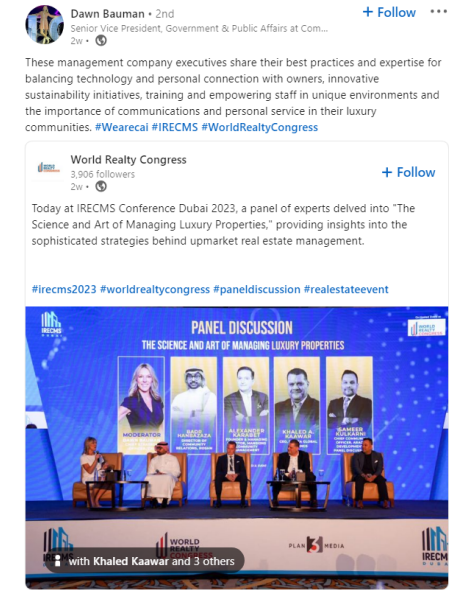 Dawn Bauman • 2nd
+ Follow
Senior Vice President, Government & Public Affairs at Com...
2w •
These management company executives share their best practices and expertise for
balancing technology and personal connection with owners, innovative
sustainability initiatives, training and empowering staff in unique environments and
the importance of communications and personal service in their luxury
communities. #Wearecai #IRECMS #WorldRealtyCongress
World Realty Congress
3,906 followers
+ Follow
2w •
Today at IRECMS Conference Dubai 2023, a panel of experts delved into "The
Science and Art of Managing Luxury Properties," providing insights into the
sophisticated strategies behind upmarket real estate management.
#irecms2023 #worldrealtycongress #paneldiscussion #realestateevent
IRECMS
DUBAI
PANEL DISCUSSION
THE SCIENCE AND ART OF MANAGING LUXURY PROPERTIES
WORLD
REALTY
CONGRESS
MODERATOR
ALEXANDER
KHALED A.
KAAWAR
SAMEER
KULKARNI
WORLD
REALTY
CONGRESS
PLAN 3 MEDIA
IRECM
DUBA
with Khaled Kaawar and 3 others